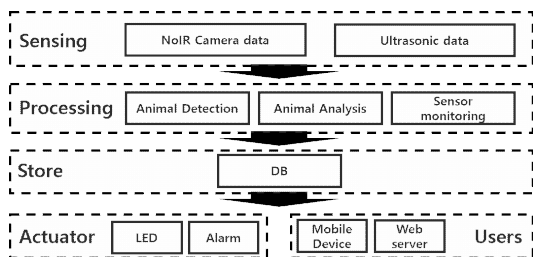 Sensing
NoIR Camera data
Ultrasonic data
Processing
Animal Detection
Animal Analysis
Sensor
monitoring
Store
DB
Actuator
LED
Alarm
Mobile
Device
Web
server
Users